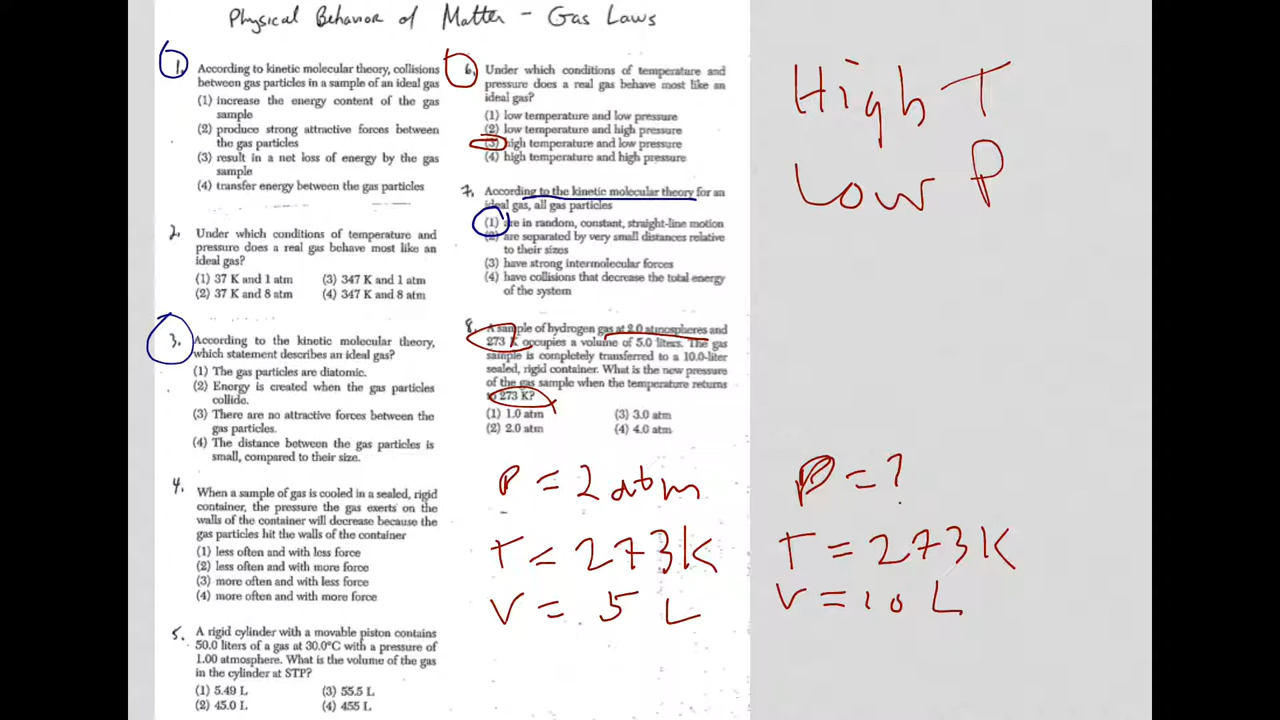 Physical Behavior of Matter - Gas Laws
1. According to kinetic molecular theory, collisions
between gas particles in a sample of an ideal gas
(1) increase the energy content of the gas
sample
(2) produce strong attractive forces between
the gas particles
(3) result in a net loss of energy by the gas
sample
(4) transfer energy between the gas particles
2. Under which conditions of temperature and
pressure does a real gas behave most like an
ideal gas?
(1) 37 K and 1 atm (3) 347 K and 1 atm
(2) 37 K and 8 atm (4) 347 K and 8 atm
3. According to the kinetic molecular theory,
which statement describes an ideal gas?
(1) The gas particles are diatomic.
(2) Energy is created when the gas particles
collide.
(3) There are no attractive forces between the
gas particles.
(4) The distance between the gas particles is
small, compared to their size.
4. When a sample of gas is cooled in a sealed, rigid
container, the pressure the gas exerts on the
walls of the container will decrease because the
gas particles hit the walls of the container
(1) less often and with less force
(2) less often and with more force
(3) more often and with less force
(4) more often and with more force
5. A rigid cylinder with a movable piston contains
50.0 liters of a gas at 30.0°C with a pressure of
1.00 atmosphere. What is the volume of the gas
in the cylinder at STP?
(1) 5.49 L (3) 55.5 L
(2) 45.0 L (4) 455 L
6. Under which conditions of temperature and
pressure does a real gas behave most like an
ideal gas?
(1) low temperature and low pressure
(2) low temperature and high pressure
(3) high temperature and low pressure
(4) high temperature and high pressure
7. According to the kinetic molecular theory for an
ideal gas, all gas particles
(1) are in random, constant, straight-line motion
(2) are separated by very small distances relative
to their sizes
(3) have strong intermolecular forces
(4) have collisions that decrease the total energy
of the system
8. A sample of hydrogen gas at 2.0 atmospheres and
273 K occupies a volume of 5.0 liters. The gas
sample is completely transferred to a 10.0-liter
sealed, rigid container. What is the new pressure
of the gas sample when the temperature returns
to 273 K?
(1) 1.0 atm (3) 3.0 atm
(2) 2.0 atm (4) 4.0 atm
P = 2 atm
T = 273 K
V = 5 L
High T
Low P
P = ?
T = 273 K
V = 10 L